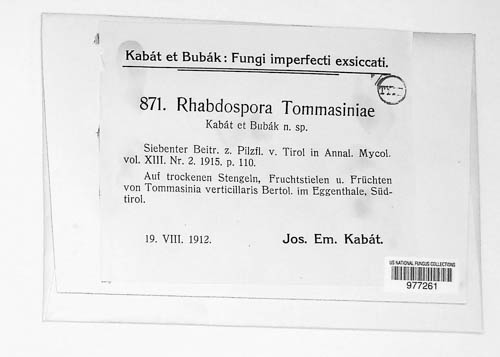 Kabát et Bubák: Fungi imperfecti exsiccati.
TYPE
871. Rhabdospora Tommasiniae
Kabát et Bubák n. sp.
Siebenter Beitr. z. Pilzfl. v. Tirol in Annal. Mycol.
vol. XIII. Nr. 2. 1915. p. 110.
Auf trockenen Stengeln, Fruchtstielen u. Früchten
von Tommasinia verticillaris Bertol. im Eggenthale, Süd-
tirol.
19. VIII. 1912. Jos. Em. Kabát.
US NATIONAL FUNGUS COLLECTIONS
977261